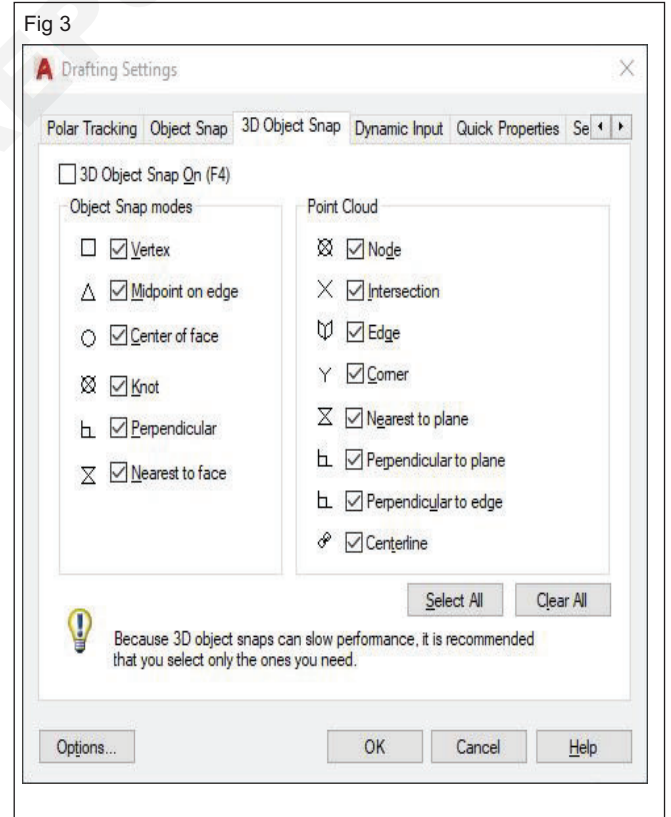 Fig 3
A Drafting Settings
Polar Tracking Object Snap 3D Object Snap Dynamic Input Quick Properties Se
3D Object Snap On (F4)
Object Snap modes
Vertex
Midpoint on edge
Center of face
Knot
Perpendicular
Nearest to face
Point Cloud
Node
Intersection
Edge
Corner
Nearest to plane
Perpendicular to plane
Perpendicular to edge
Centerline
Select All Clear All
Because 3D object snaps can slow performance, it is recommended
that you select only the ones you need.
Options... OK Cancel Help